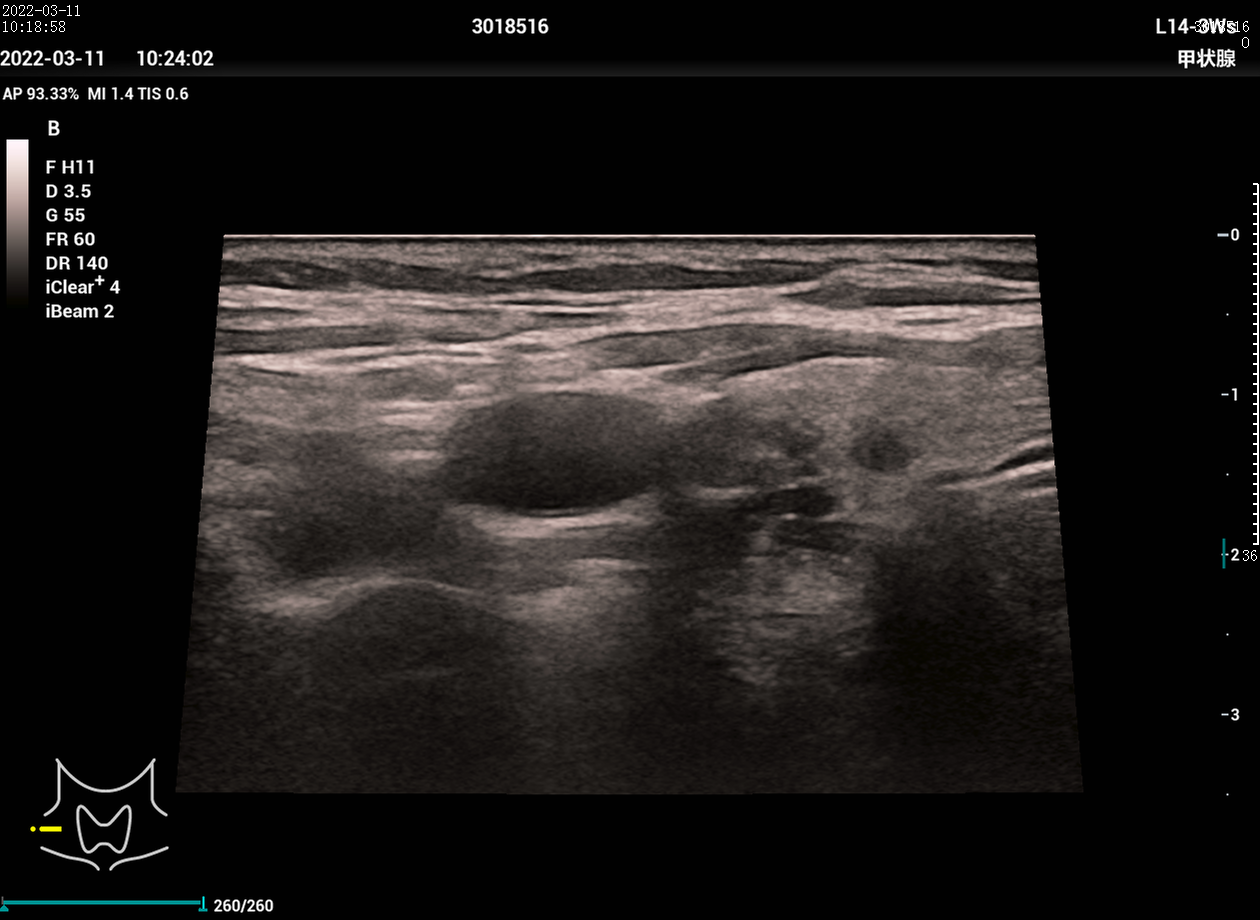 2022-03-11
10:18:58
3018516
L14-3Ws
3018516
0
2022-03-11 10:24:02
甲状腺
AP 93.33% MI 1.4 TIS 0.6
B
F H11
D 3.5
G 55
FR 60
DR 140
iClear+ 4
iBeam 2
0
1
2
36
3
260/260